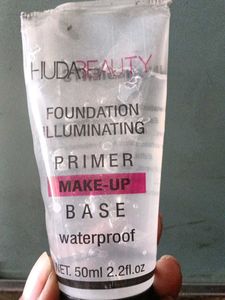 HUDABEAUTY
FOUNDATION
ILLUMINATING
PRIMER
MAKE-UP
BASE
waterproof
NET. 50ml 2.2fl.oz